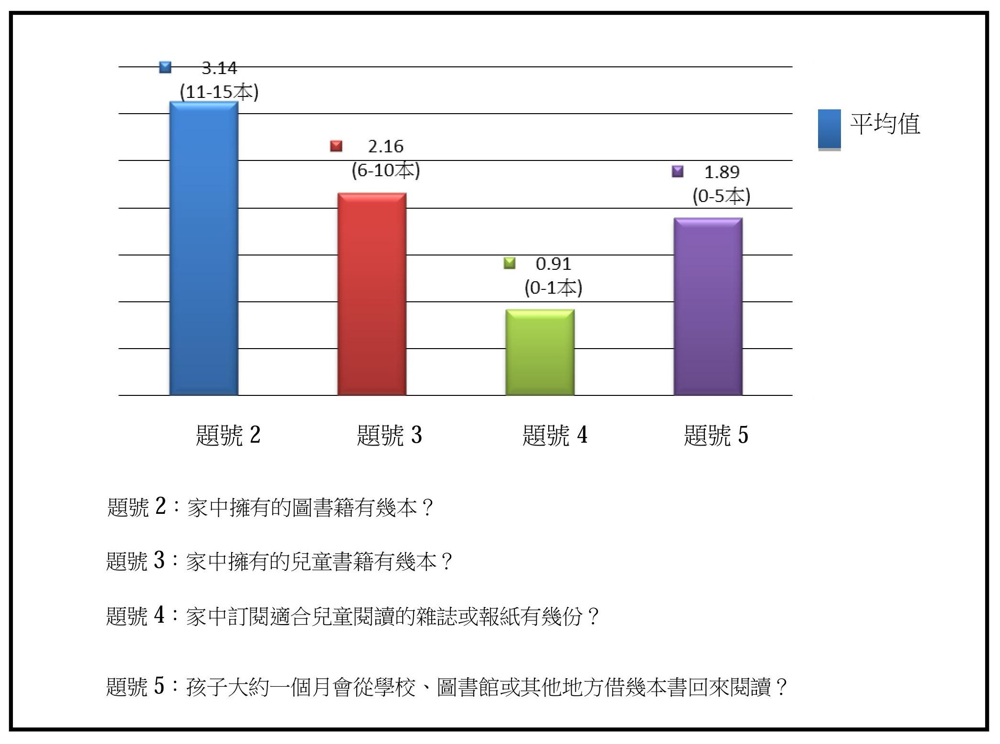 3.14
(11-15本)
平均值
2.16
(6-10本)
1.89
(0-5本)
0.91
(0-1本)
題號 2 題號 3 題號 4 題號 5
題號 2：家中擁有的圖書籍有幾本？
題號 3：家中擁有的兒童書籍有幾本？
題號 4：家中訂閱適合兒童閱讀的雜誌或報紙有幾份？
題號 5：孩子大約一個月會從學校、圖書館或其他地方借幾本書回來閱讀？